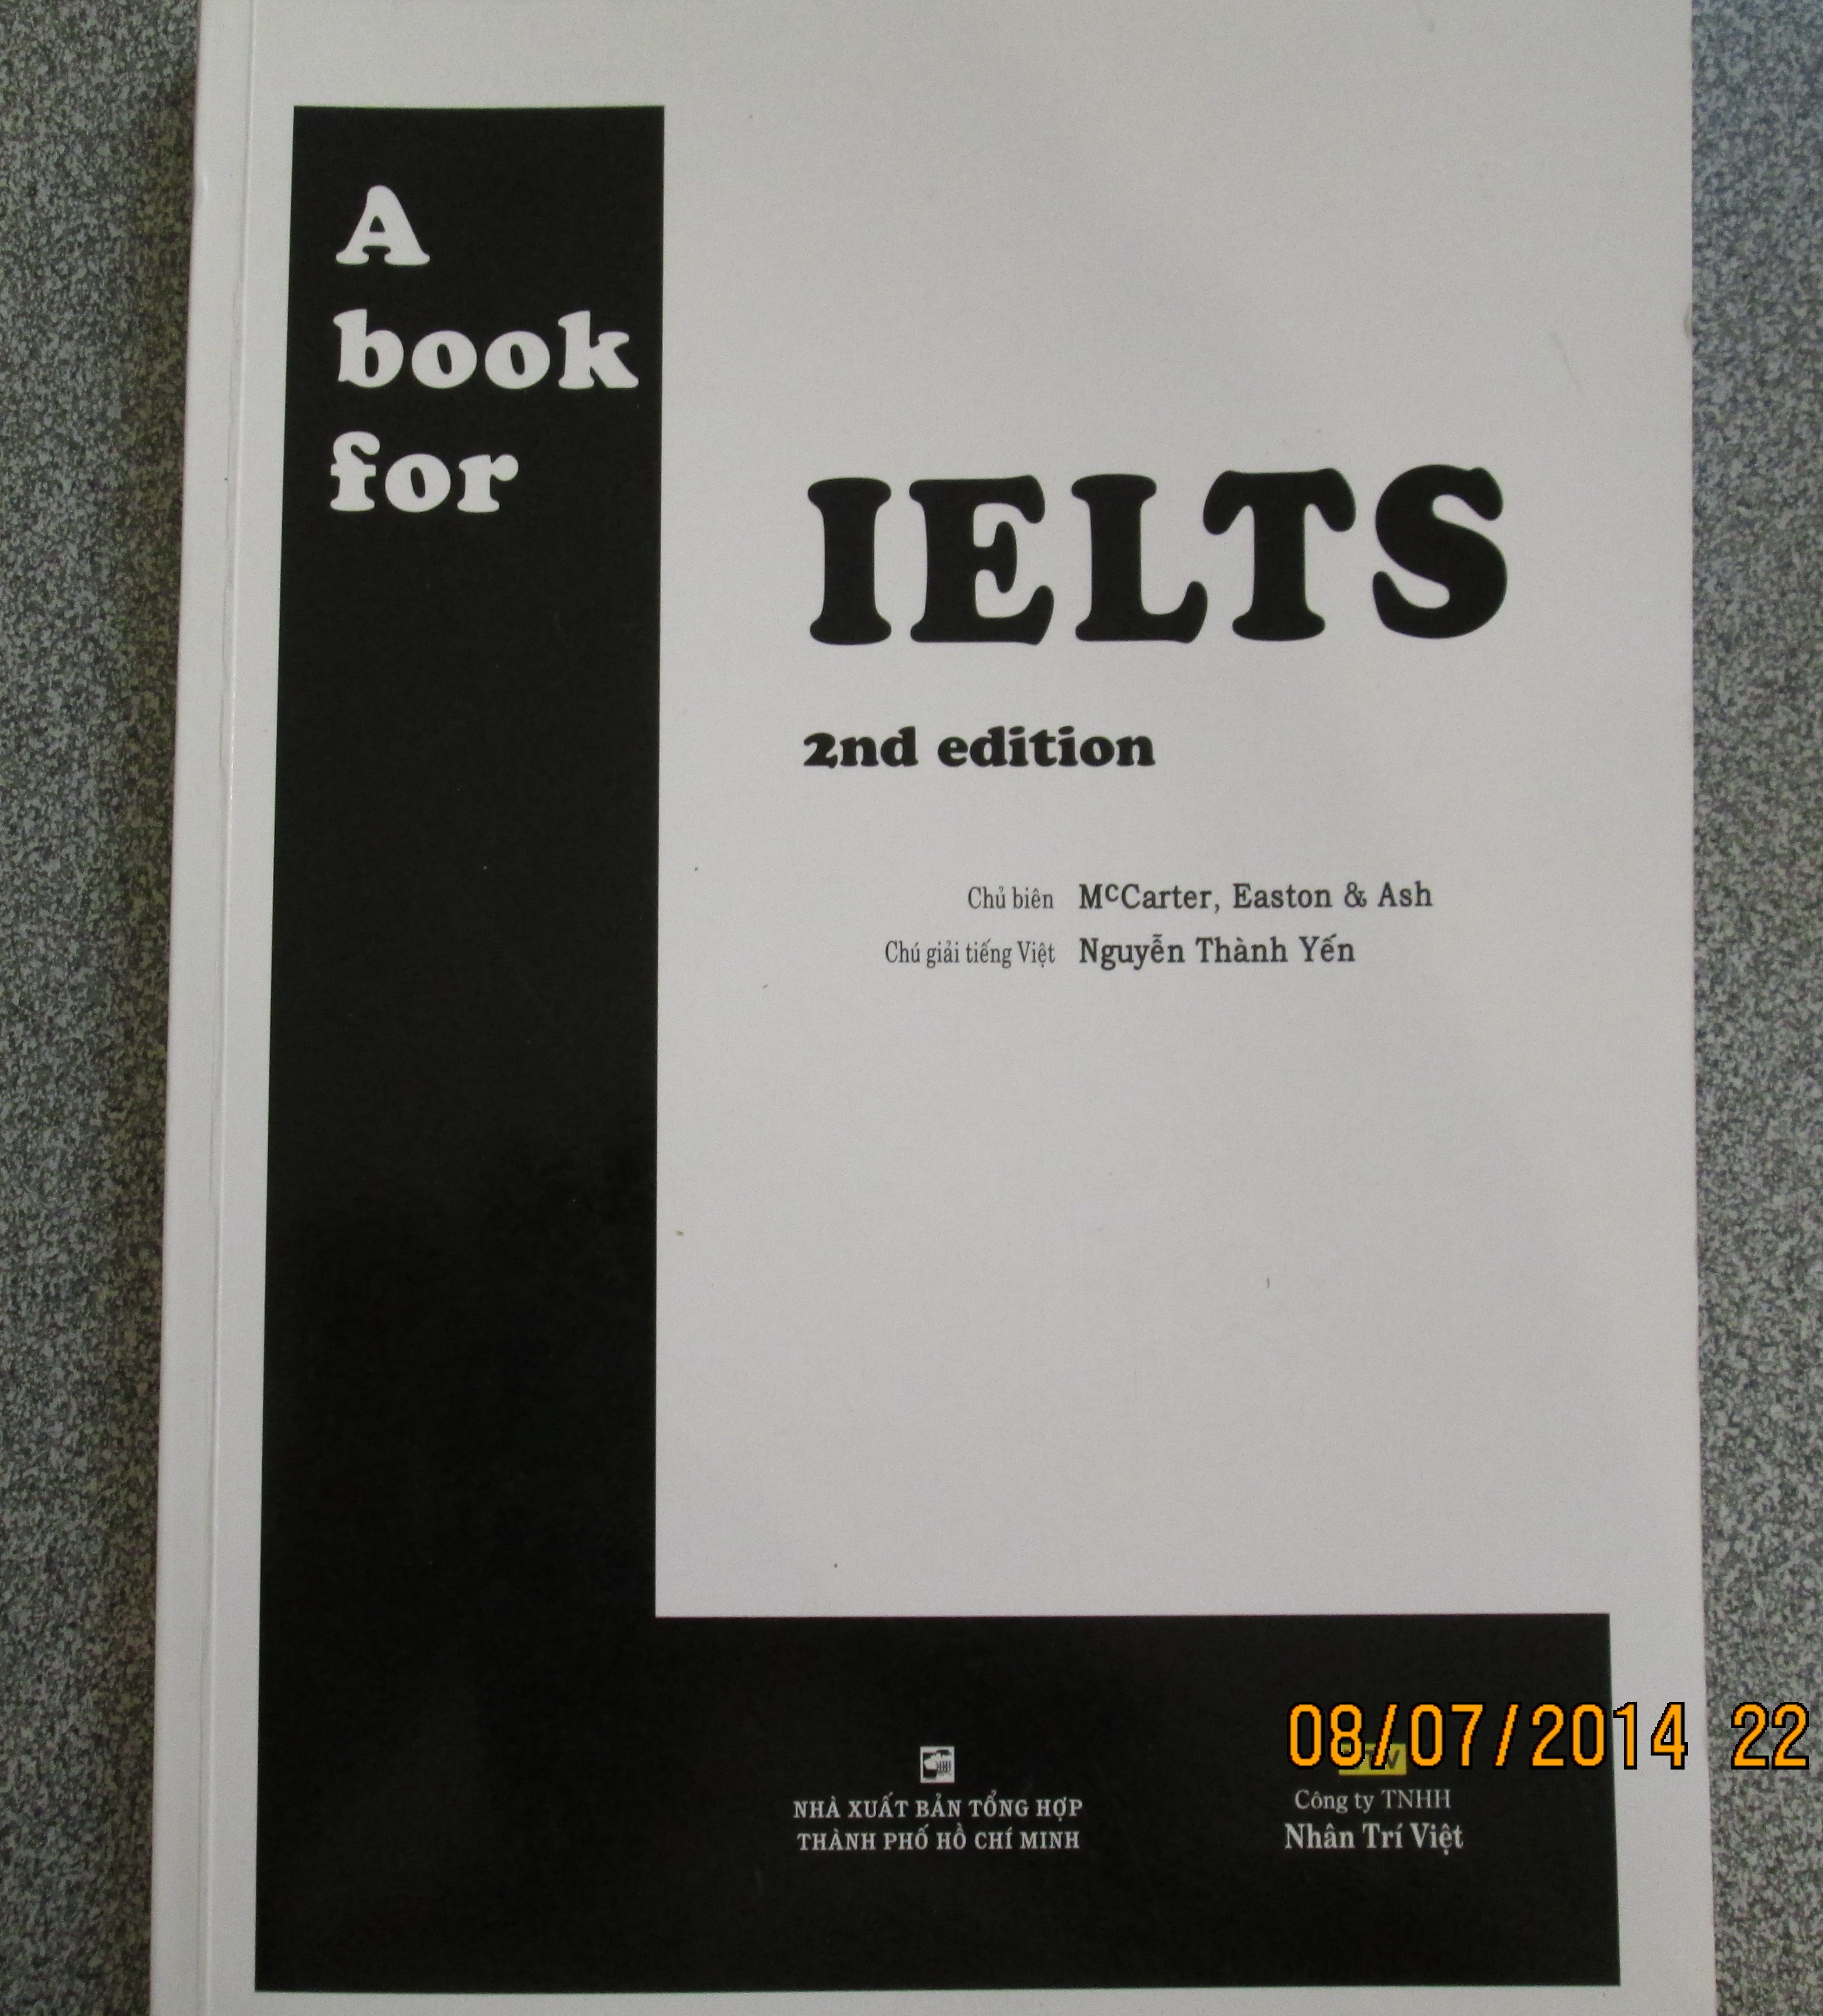 A
book
for
IELTS
2nd edition
Chủ biên McCarter, Easton & Ash
Chú giải tiếng Việt Nguyễn Thành Yến
NHÀ XUẤT BẢN TỔNG HỢP
THÀNH PHỐ HỒ CHÍ MINH
Công ty TNHH
Nhân Trí Việt
08/07/2014 22